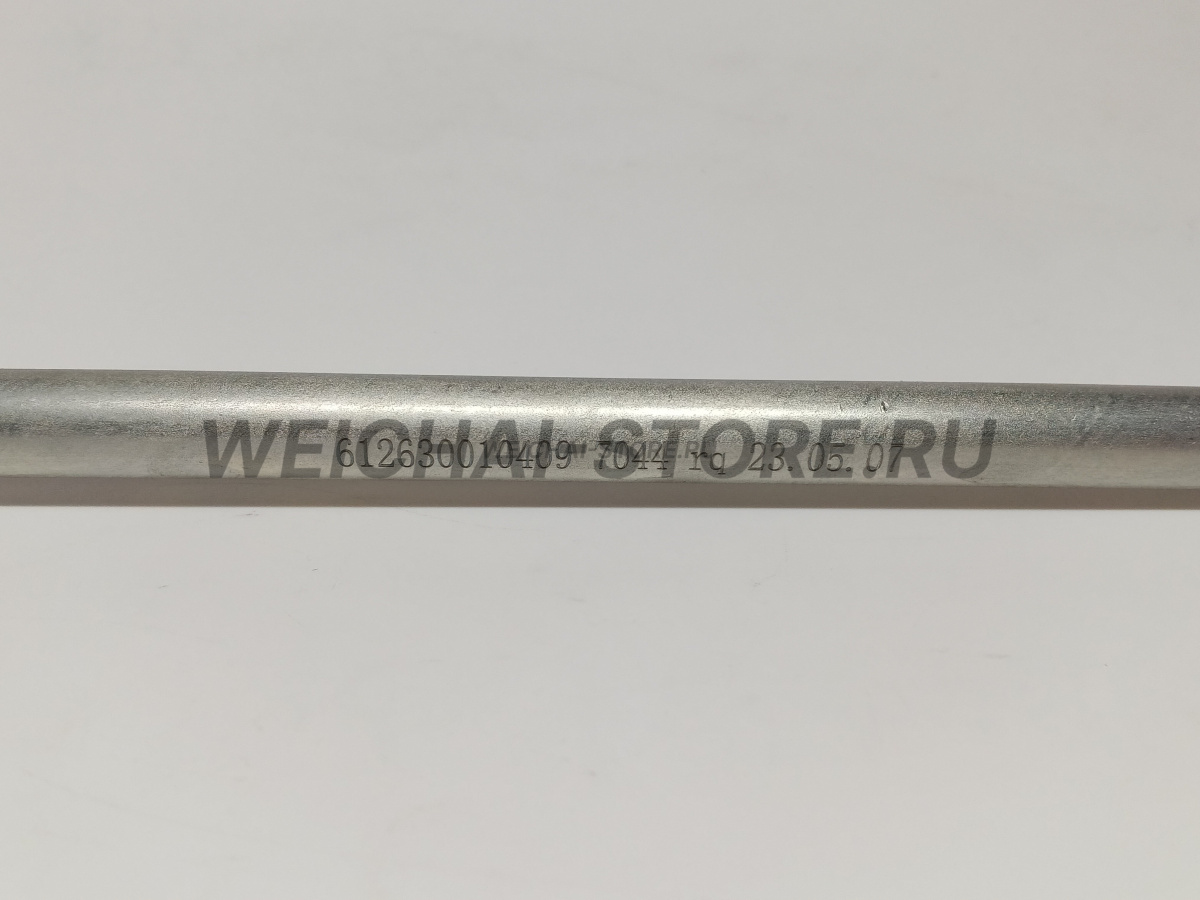 WEICHAI-STORE.RU
612630010409 7044 rq 23.05.07